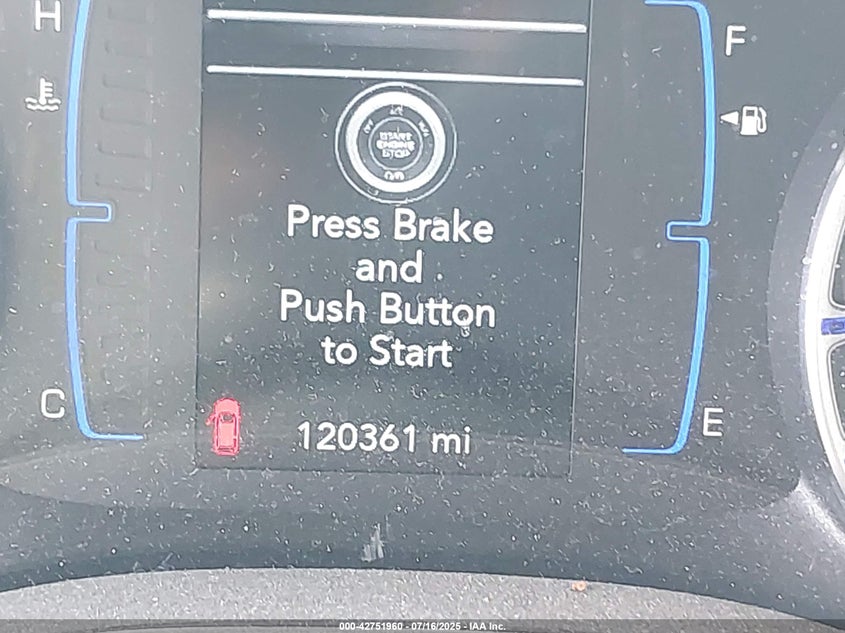 H
F
START
ENGINE
STOP
Press Brake
and
Push Button
to Start
C
E
120361 mi
000-42751960 - 07/16/2025 - IAA Inc.